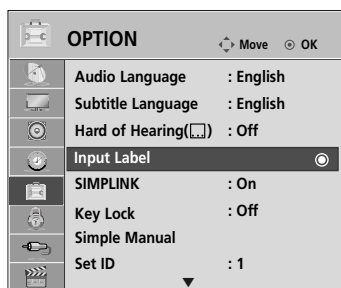 OPTION Move OK
Audio Language : English
Subtitle Language : English
Hard of Hearing( ) : Off
Input Label
SIMPLINK : On
Key Lock : Off
Simple Manual
Set ID : 1